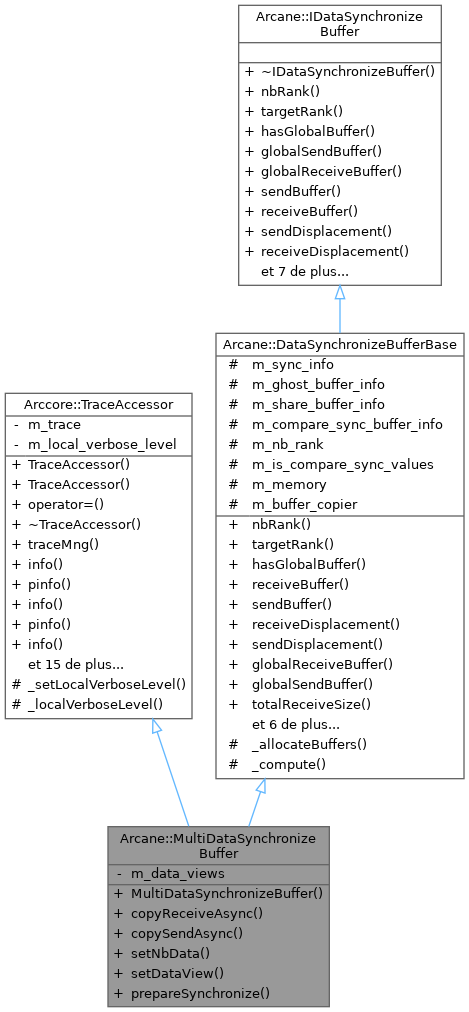 Arcane::IDataSynchronize
Buffer
+ ~IDataSynchronizeBuffer()
+ nbRank()
+ targetRank()
+ hasGlobalBuffer()
+ globalSendBuffer()
+ globalReceiveBuffer()
+ sendBuffer()
+ receiveBuffer()
+ sendDisplacement()
+ receiveDisplacement()
et 7 de plus...
Arcane::DataSynchronizeBufferBase
# m_sync_info
# m_ghost_buffer_info
# m_share_buffer_info
# m_compare_sync_buffer_info
# m_nb_rank
# m_is_compare_sync_values
# m_memory
# m_buffer_copier
+ nbRank()
+ targetRank()
+ hasGlobalBuffer()
+ receiveBuffer()
+ sendBuffer()
+ receiveDisplacement()
+ sendDisplacement()
+ globalReceiveBuffer()
+ globalSendBuffer()
+ totalReceiveSize()
et 6 de plus...
# _allocateBuffers()
# _compute()
Arccore::TraceAccessor
- m_trace
- m_local_verbose_level
+ TraceAccessor()
+ TraceAccessor()
+ operator=()
+ ~TraceAccessor()
+ traceMng()
+ info()
+ pinfo()
+ info()
+ pinfo()
+ info()
et 15 de plus...
# _setLocalVerboseLevel()
# _localVerboseLevel()
Arcane::MultiDataSynchronize
Buffer
- m_data_views
+ MultiDataSynchronizeBuffer()
+ copyReceiveAsync()
+ copySendAsync()
+ setNbData()
+ setDataView()
+ prepareSynchronize()